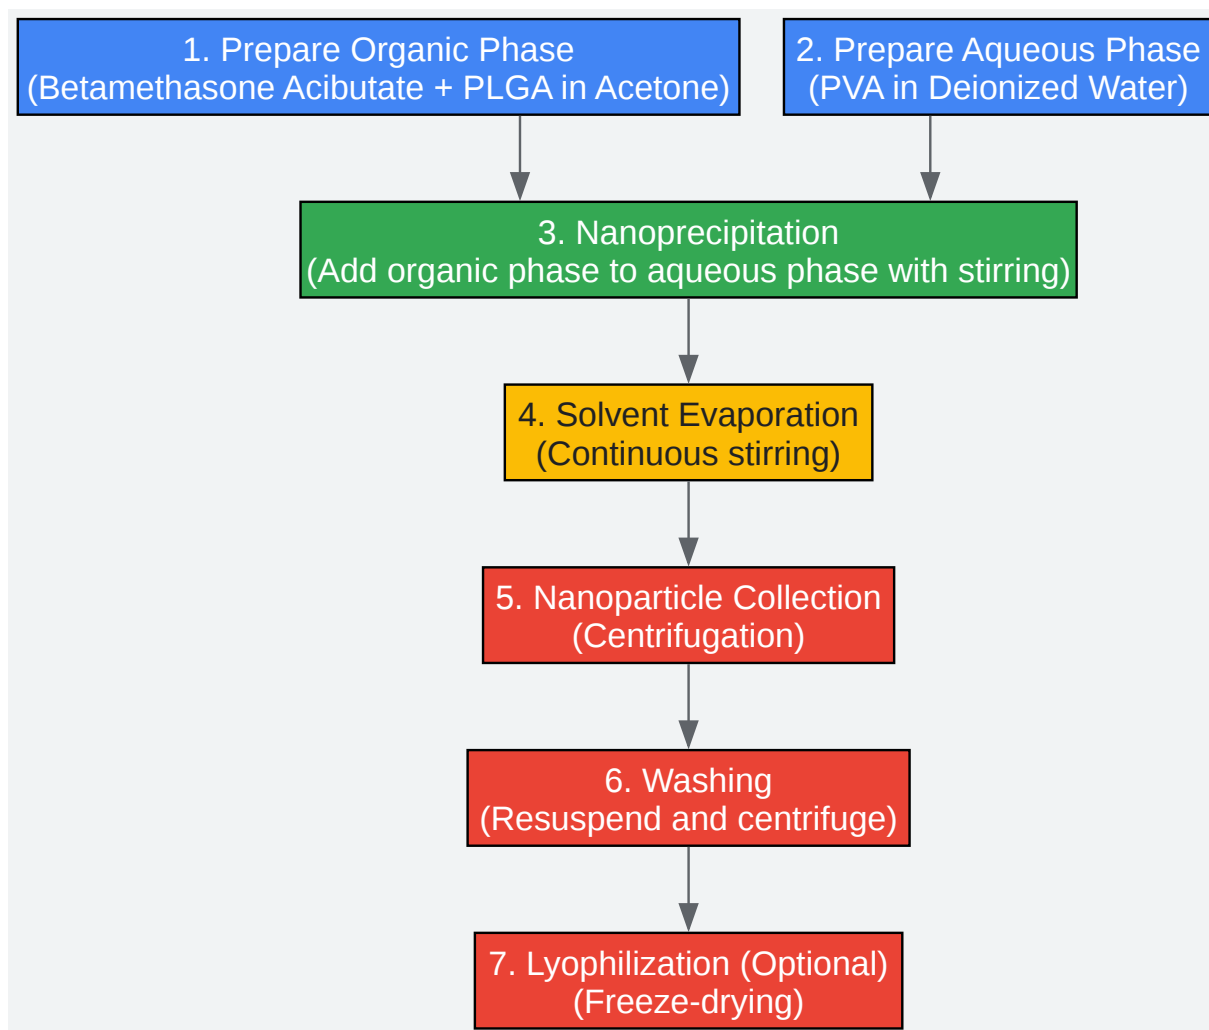 1. Prepare Organic Phase
(Betamethasone Acibutate + PLGA in Acetone)
2. Prepare Aqueous Phase
(PVA in Deionized Water)
3. Nanoprecipitation
(Add organic phase to aqueous phase with stirring)
4. Solvent Evaporation
(Continuous stirring)
5. Nanoparticle Collection
(Centrifugation)
6. Washing
(Resuspend and centrifuge)
7. Lyophilization (Optional)
(Freeze-drying)